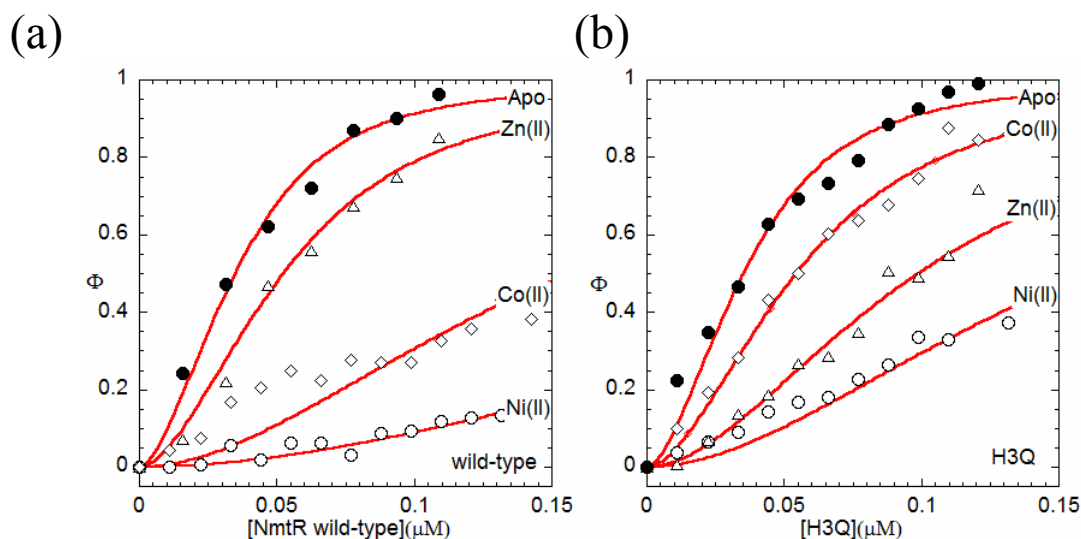 (a)
1
0.8
0.6
0.4
0.2
0
Φ
Apo
Zn(II)
Co(II)
Ni(II)
wild-type
0 0.05 0.1 0.15
[NmtR wild-type](μM)
(b)
1
0.8
0.6
0.4
0.2
0
Φ
Apo
Co(II)
Zn(II)
Ni(II)
H3Q
0 0.05 0.1 0.15
[H3Q](μM)